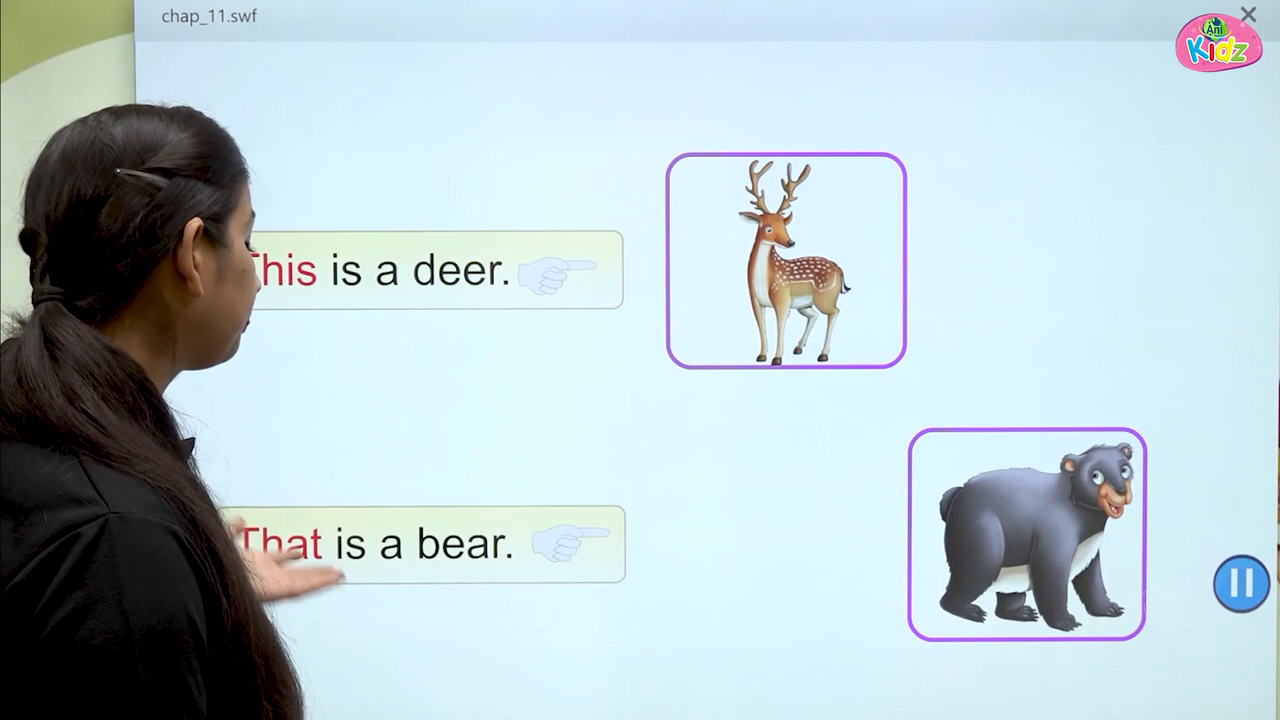 chap_11.swf
Ani
Kidz
This is a deer.
That is a bear.